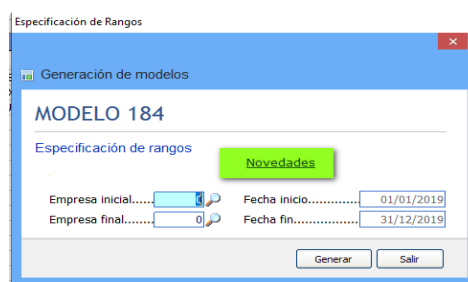 Especificación de Rangos
Generación de modelos
MODELO 184
Especificación de rangos
Novedades
Empresa inicial...... 0 Fecha inicio............. 01/01/2019
Empresa final........ 0 Fecha fin................ 31/12/2019
Generar Salir